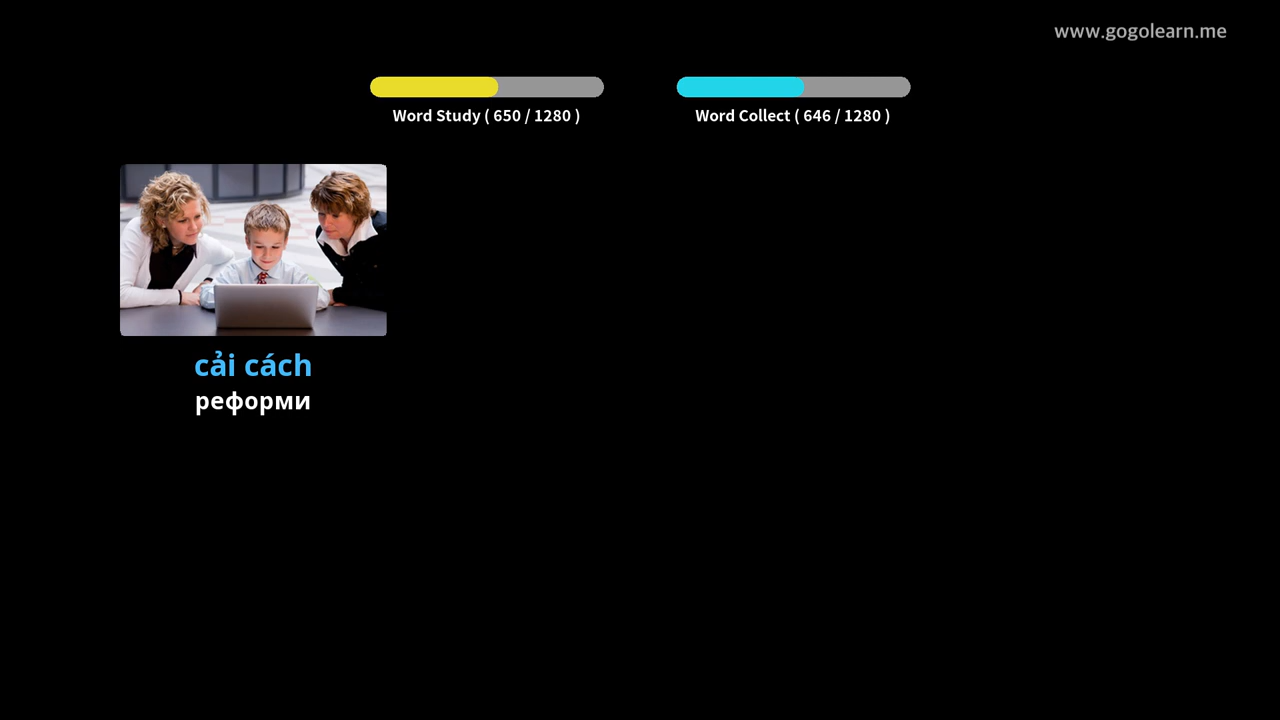 www.gogolearn.me
Word Study ( 650 / 1280 )
Word Collect ( 646 / 1280 )
cải cách
реформи